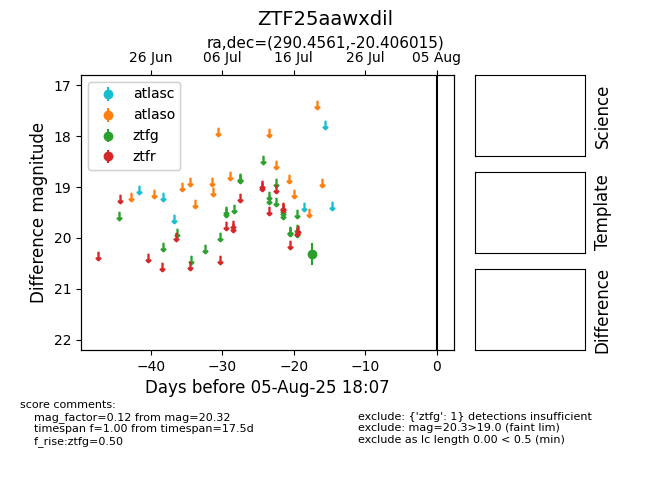 ZTF25aawxdil
ra,dec=(290.4561,-20.406015)
26 Jun 06 Jul 16 Jul 26 Jul 05 Aug
atlasc
atlaso
ztfg
ztfr
17
18
19
20
21
22
Difference magnitude
−40 −30 −20 −10 0
Days before 05-Aug-25 18:07
Science
Template
Difference
score comments:
mag_factor=0.12 from mag=20.32
timespan f=1.00 from timespan=17.5d
f_rise:ztfg=0.50
exclude: {'ztfg': 1} detections insufficient
exclude: mag=20.3>19.0 (faint lim)
exclude as lc length 0.00 < 0.5 (min)